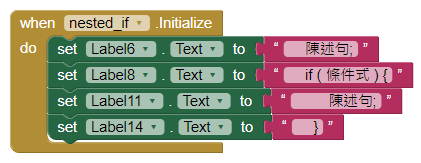 when nested_if .Initialize
do set Label6 . Text to " 陳述句; "
set Label8 . Text to " if ( 條件式 ) { "
set Label11 . Text to " 陳述句; "
set Label14 . Text to " } "